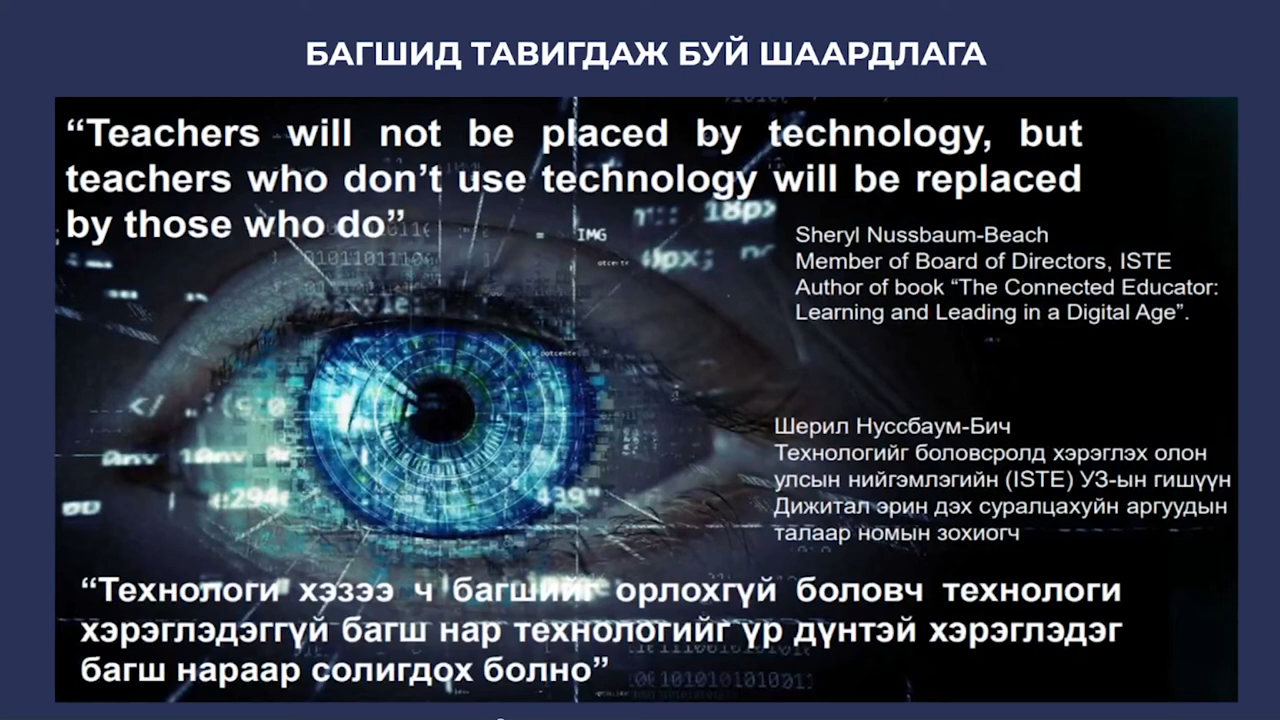 БАГШИД ТАВИГДАЖ БУЙ ШААРДЛАГА
“Teachers will not be placed by technology, but
teachers who don’t use technology will be replaced
by those who do”
= IMG
Sheryl Nussbaum-Beach
Member of Board of Directors, ISTE
Author of book “The Connected Educator:
Learning and Leading in a Digital Age”.
Шерил Нуссбаум-Бич
Технологийг боловсролд хэрэглэх олон
улсын нийгэмлэгийн (ISTE) УЗ-ын гишүүн
Дижитал эрин дэх суралцахуйн аргуудын
талаар номын зохиогч
“Технологи хэзээ ч багшийг орлохгүй боловч технологи
хэрэглэдэггүй багш нар технологийг үр дүнтэй хэрэглэдэг
багш нараар солигдох болно”